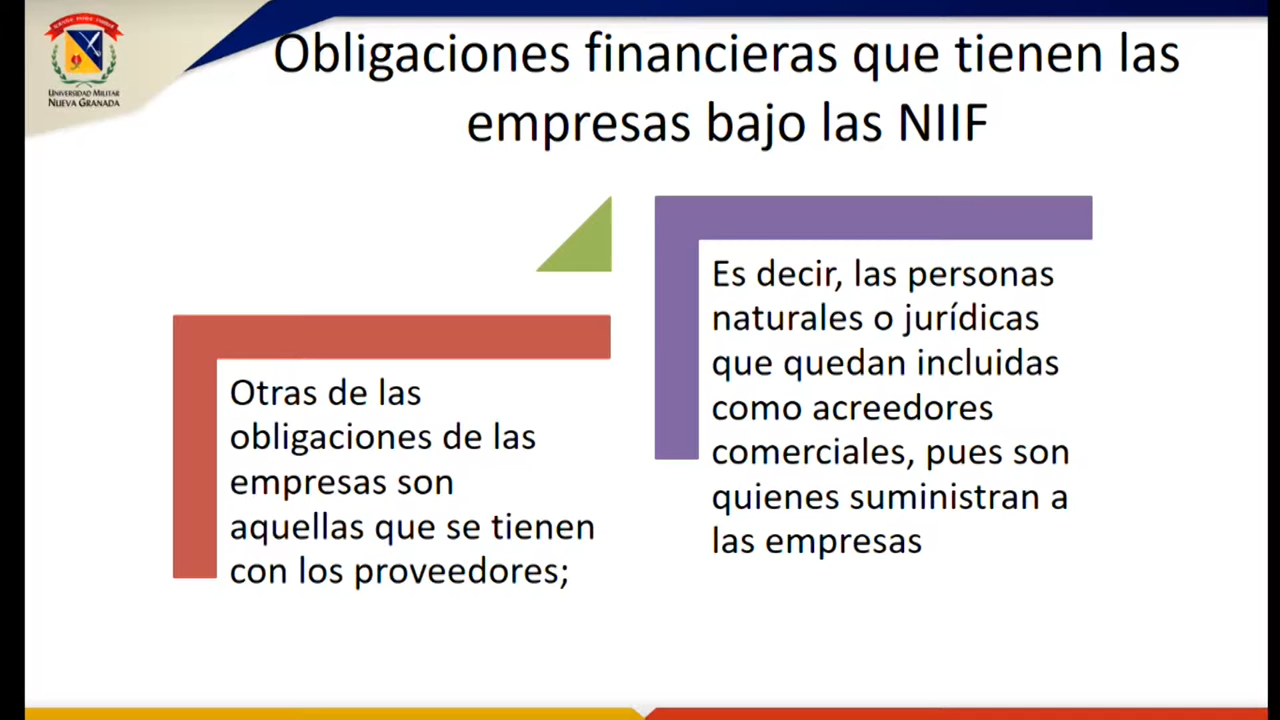 UNIVERSIDAD MILITAR
NUEVA GRANADA
Obligaciones financieras que tienen las
empresas bajo las NIIF
Otras de las
obligaciones de las
empresas son
aquellas que se tienen
con los proveedores;
Es decir, las personas
naturales o jurídicas
que quedan incluidas
como acreedores
comerciales, pues son
quienes suministran a
las empresas